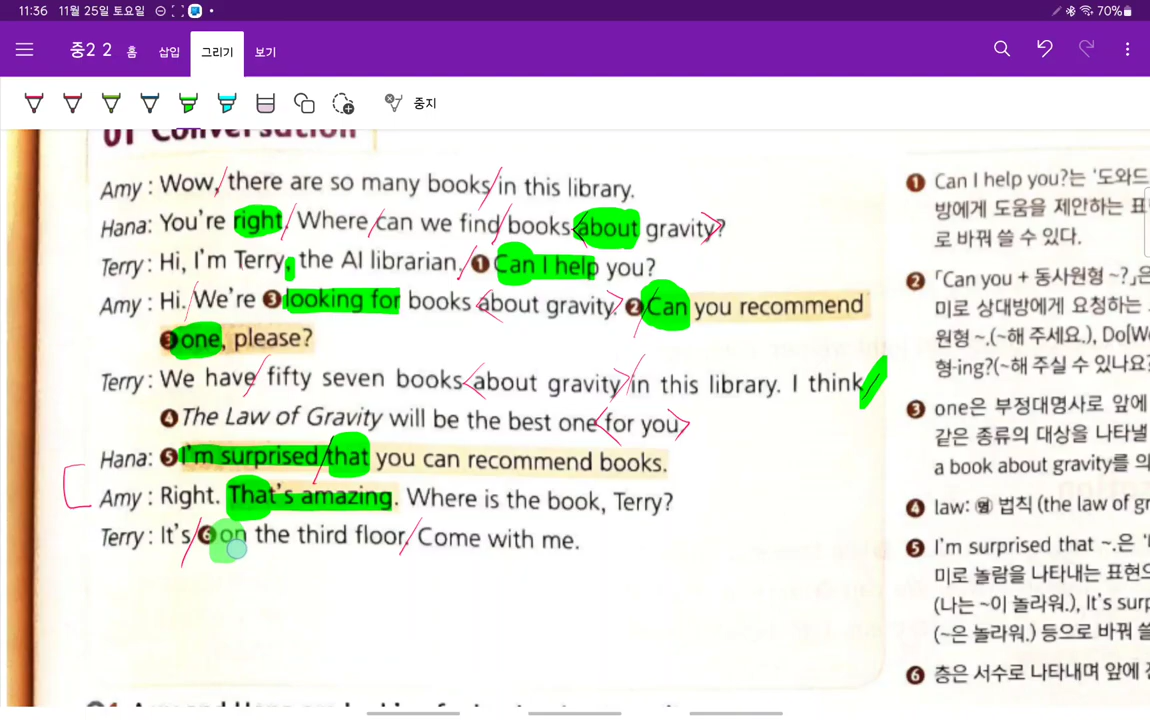 11:36 11월 25일 토요일 70%
중2 2 홈 삽입 그리기 보기
중지
01 Conversation
Amy : Wow, there are so many books in this library.
Hana: You're right. Where can we find books about gravity?
Terry: Hi, I'm Terry, the AI librarian. ❶ Can I help you?
Amy : Hi. We're ❸ looking for books about gravity. ❷ Can you recommend
❸ one, please?
Terry: We have fifty seven books about gravity in this library. I think
❹ The Law of Gravity will be the best one for you.
Hana: ❺ I'm surprised that you can recommend books.
Amy : Right. That's amazing. Where is the book, Terry?
Terry: It's ❻ on the third floor. Come with me.
❶ Can I help you?는 '도와드
방에게 도움을 제안하는 표
로 바꿔 쓸 수 있다.
❷ 「Can you + 동사원형 ~?」은
미로 상대방에게 요청하는
원형 ~.(~해 주세요.), Do[W
형-ing?(~해 주실 수 있나요?
❸ one은 부정대명사로 앞에
같은 종류의 대상을 나타낼
a book about gravity를 의
❹ law: 명 법칙 (the law of gr
❺ I'm surprised that ~.은 '
미로 놀람을 나타내는 표현으
(나는 ~이 놀라워.), It's surp
(~은 놀라워.) 등으로 바꿔 쓸
❻ 층은 서수로 나타내며 앞에